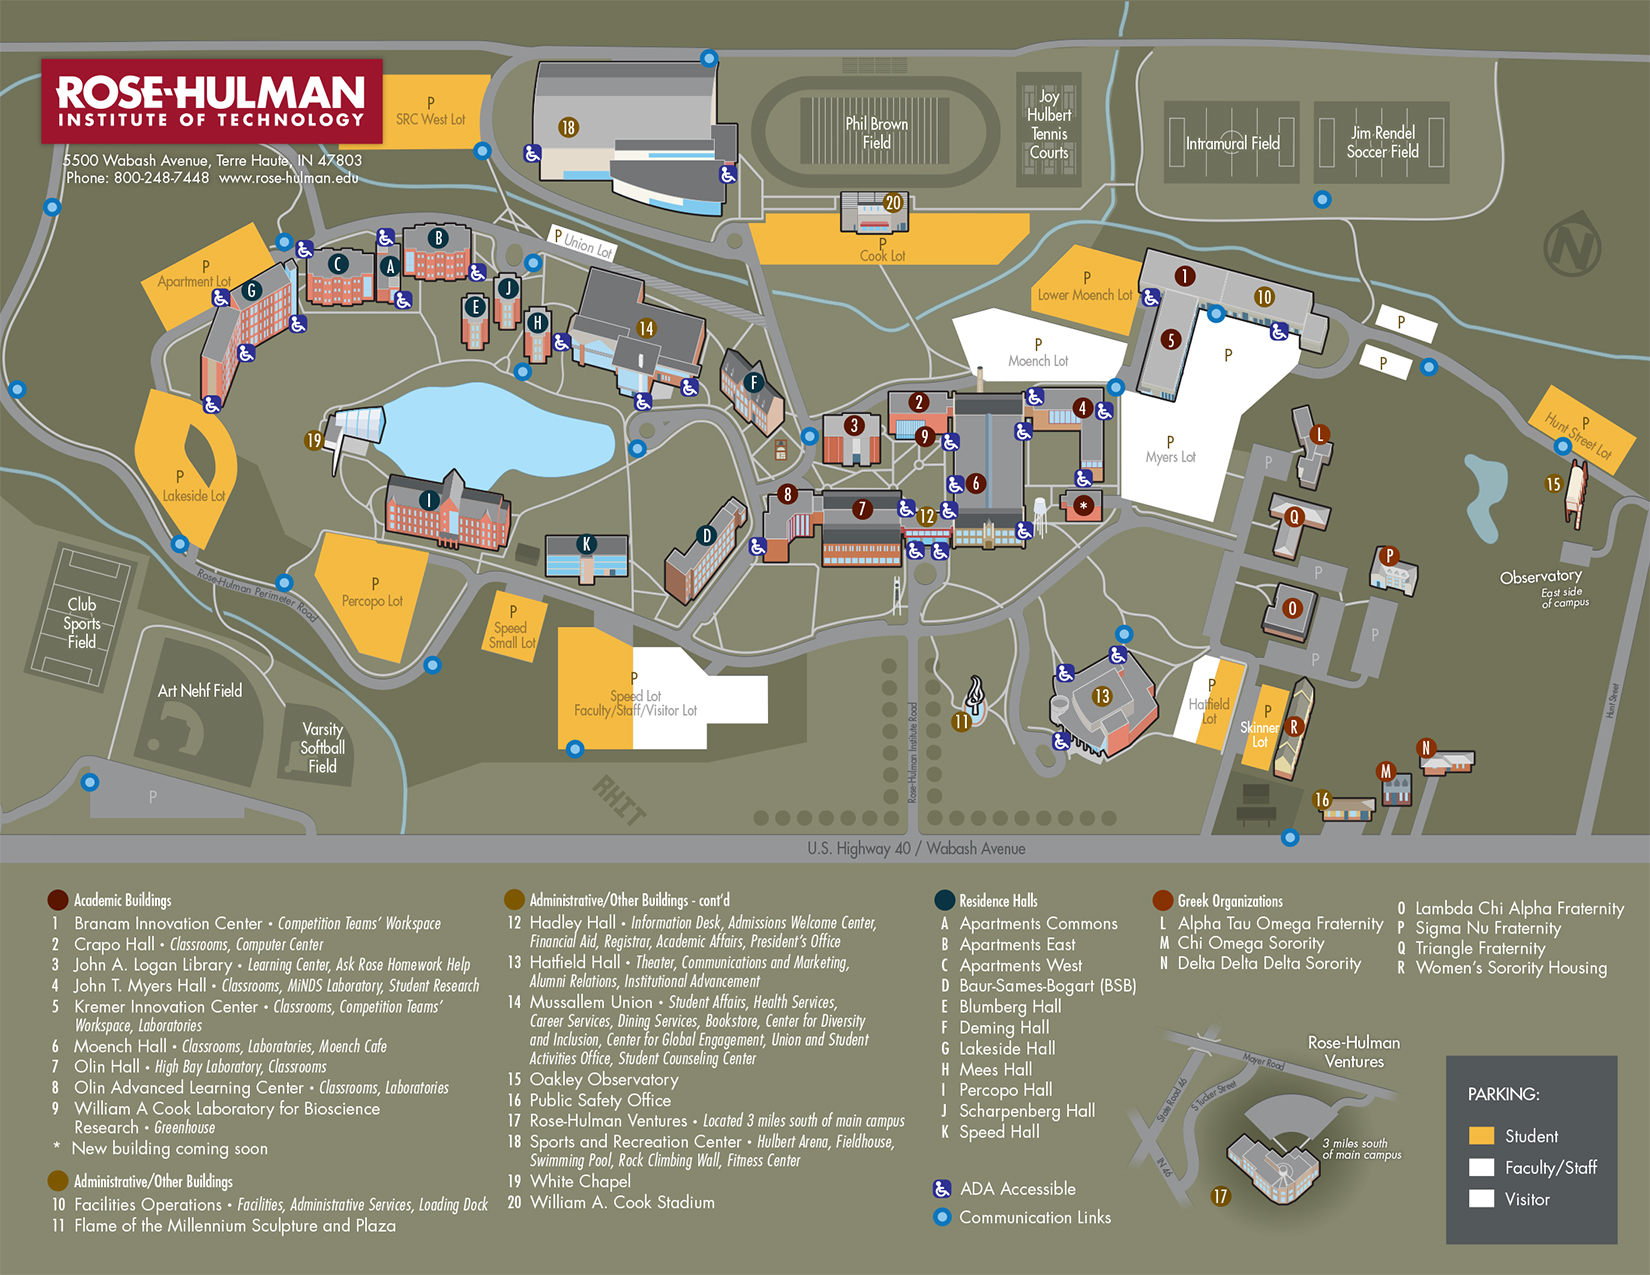 ROSE-HULMAN
INSTITUTE OF TECHNOLOGY
5500 Wabash Avenue, Terre Haute, IN 47803
Phone: 800-248-7448 www.rose-hulman.edu
P
SRC West Lot
18
Phil Brown
Field
Joy
Hulbert
Tennis
Courts
Intramural Field
Jim Rendel
Soccer Field
20
P
Cook Lot
N
P Union Lot
P
Apartment Lot
G
C
A
B
E
J
H
14
F
P
Lower Moench Lot
1
10
5
P
Moench Lot
P
P
P
P
Hunt Street Lot
15
P
Myers Lot
2
3
9
4
6
7
8
12
*
19
P
Lakeside Lot
I
K
D
L
P
Q
P
P
O
P
P
Observatory
East side
of campus
Rose-Hulman Perimeter Road
P
Percopo Lot
P
Speed
Small Lot
P
Speed Lot
Faculty/Staff/Visitor Lot
Club
Sports
Field
Art Nehf Field
Varsity
Softball
Field
P
RHIT
Rose-Hulman Institute Road
11
13
P
Hatfield
Lot
P
Skinner
Lot
R
N
M
16
Hunt Street
U.S. Highway 40 / Wabash Avenue
Academic Buildings
1 Branam Innovation Center • Competition Teams' Workspace
2 Crapo Hall • Classrooms, Computer Center
3 John A. Logan Library • Learning Center, Ask Rose Homework Help
4 John T. Myers Hall • Classrooms, MiNDS Laboratory, Student Research
5 Kremer Innovation Center • Classrooms, Competition Teams'
Workspace, Laboratories
6 Moench Hall • Classrooms, Laboratories, Moench Cafe
7 Olin Hall • High Bay Laboratory, Classrooms
8 Olin Advanced Learning Center • Classrooms, Laboratories
9 William A Cook Laboratory for Bioscience
Research • Greenhouse
* New building coming soon
Administrative/Other Buildings
10 Facilities Operations • Facilities, Administrative Services, Loading Dock
11 Flame of the Millennium Sculpture and Plaza
Administrative/Other Buildings - cont'd
12 Hadley Hall • Information Desk, Admissions Welcome Center,
Financial Aid, Registrar, Academic Affairs, President's Office
13 Hatfield Hall • Theater, Communications and Marketing,
Alumni Relations, Institutional Advancement
14 Mussallem Union • Student Affairs, Health Services,
Career Services, Dining Services, Bookstore, Center for Diversity
and Inclusion, Center for Global Engagement, Union and Student
Activities Office, Student Counseling Center
15 Oakley Observatory
16 Public Safety Office
17 Rose-Hulman Ventures • Located 3 miles south of main campus
18 Sports and Recreation Center • Hulbert Arena, Fieldhouse,
Swimming Pool, Rock Climbing Wall, Fitness Center
19 White Chapel
20 William A. Cook Stadium
Residence Halls
A Apartments Commons
B Apartments East
C Apartments West
D Baur-Sames-Bogart (BSB)
E Blumberg Hall
F Deming Hall
G Lakeside Hall
H Mees Hall
I Percopo Hall
J Scharpenberg Hall
K Speed Hall
ADA Accessible
Communication Links
Greek Organizations
L Alpha Tau Omega Fraternity
M Chi Omega Sorority
N Delta Delta Delta Sorority
O Lambda Chi Alpha Fraternity
P Sigma Nu Fraternity
Q Triangle Fraternity
R Women's Sorority Housing
Rose-Hulman
Ventures
Mayer Road
State Road 46
S Tucker Street
IN 46
3 miles south
of main campus
17
PARKING:
Student
Faculty/Staff
Visitor